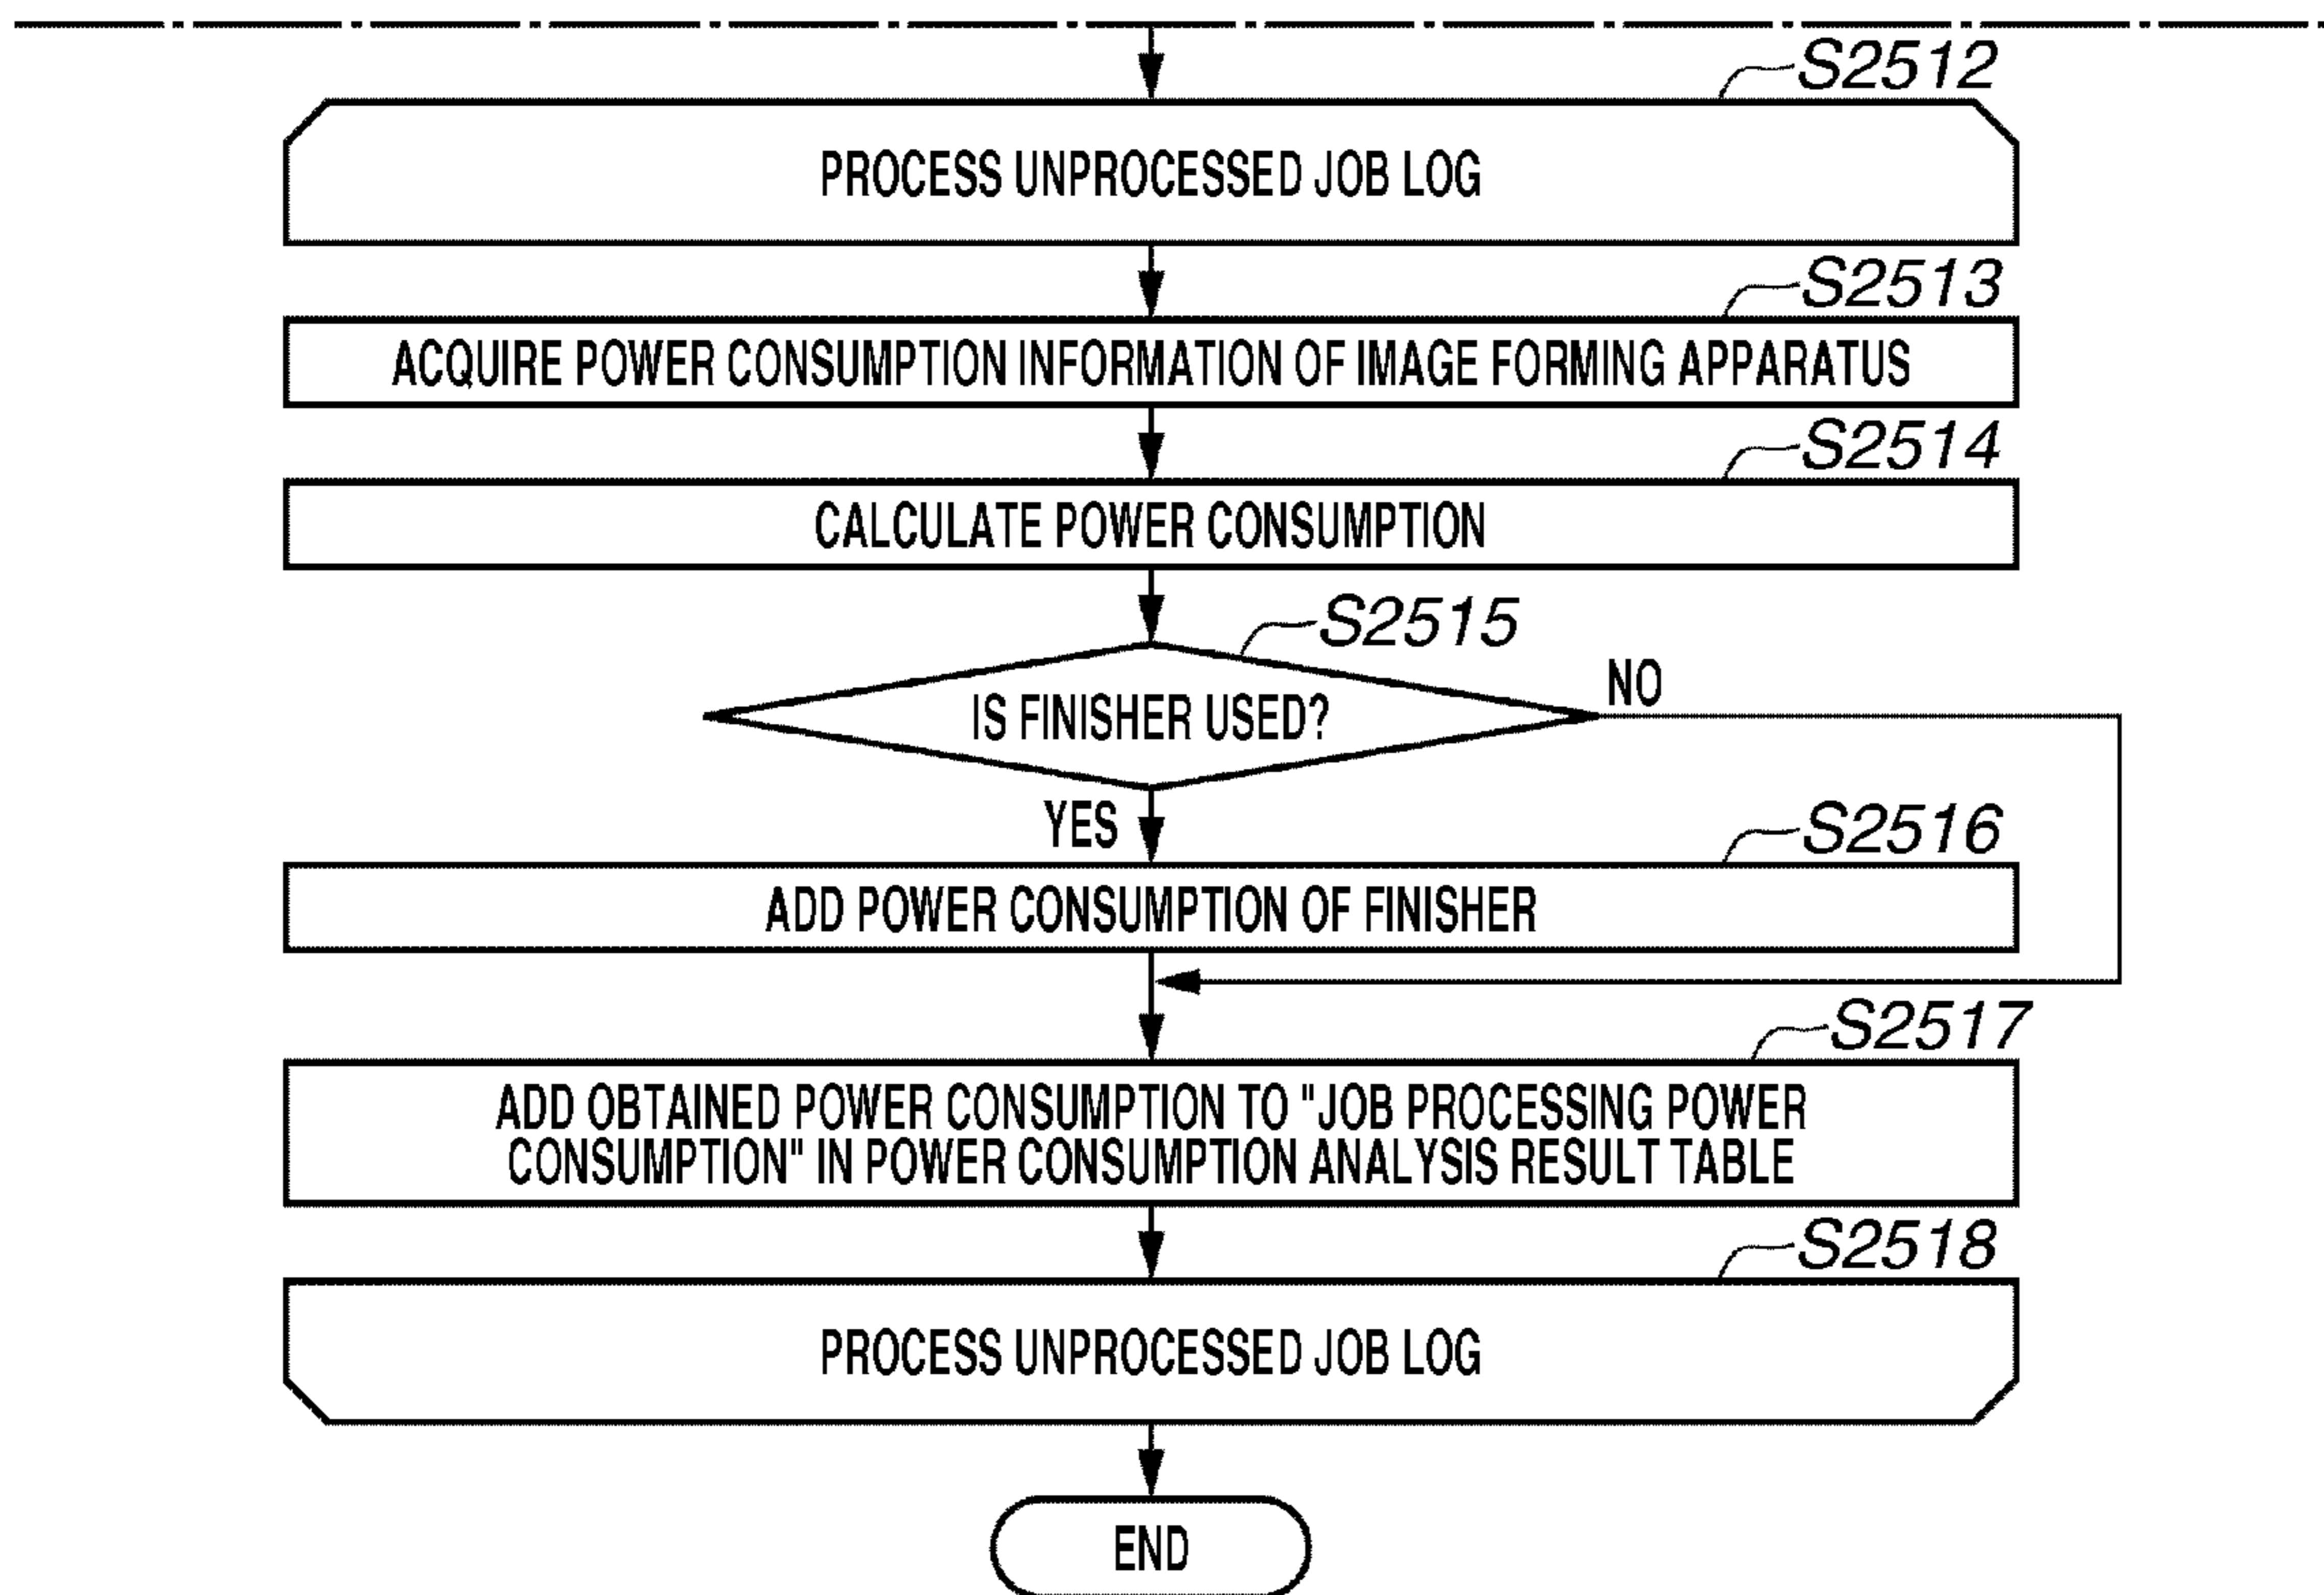 S2512
PROCESS UNPROCESSED JOB LOG
S2513
ACQUIRE POWER CONSUMPTION INFORMATION OF IMAGE FORMING APPARATUS
S2514
CALCULATE POWER CONSUMPTION
S2515
IS FINISHER USED?
NO
YES
S2516
ADD POWER CONSUMPTION OF FINISHER
S2517
ADD OBTAINED POWER CONSUMPTION TO "JOB PROCESSING POWER
CONSUMPTION" IN POWER CONSUMPTION ANALYSIS RESULT TABLE
S2518
PROCESS UNPROCESSED JOB LOG
END